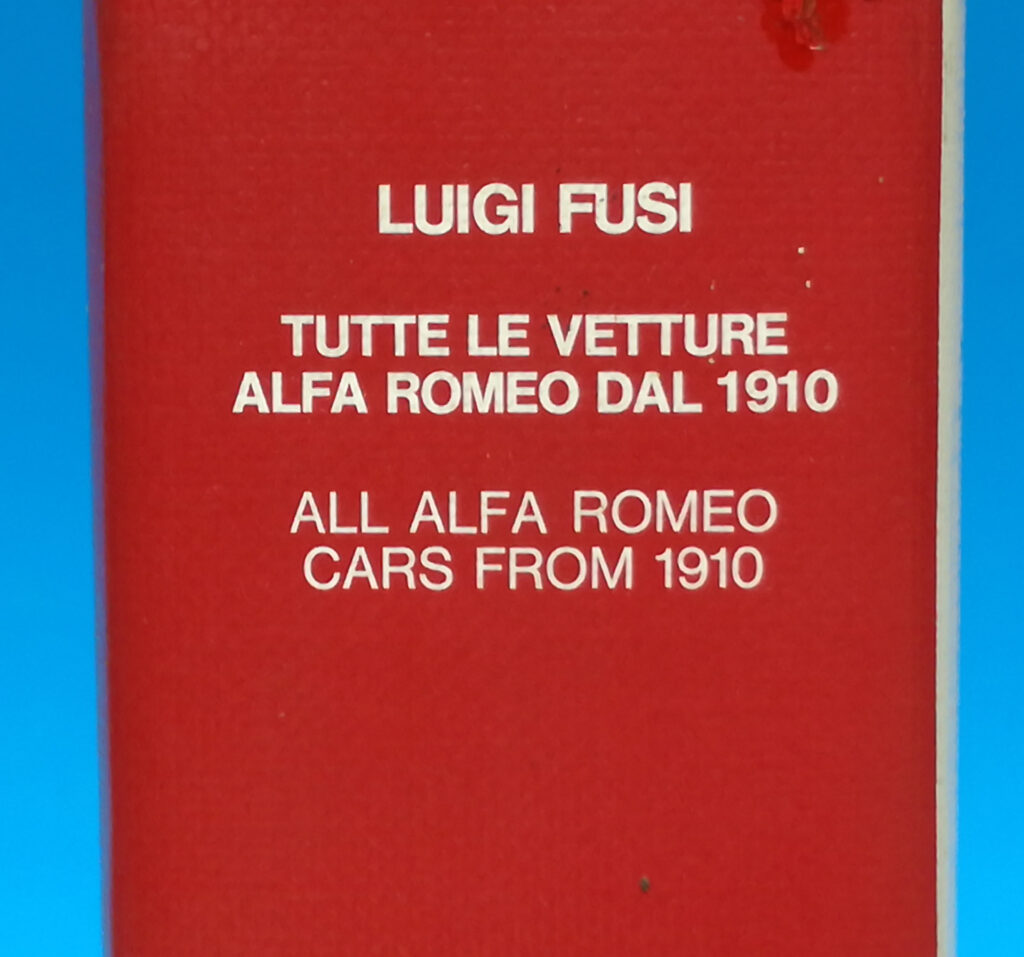 LUIGI FUSI
TUTTE LE VETTURE
ALFA ROMEO DAL 1910
ALL ALFA ROMEO
CARS FROM 1910